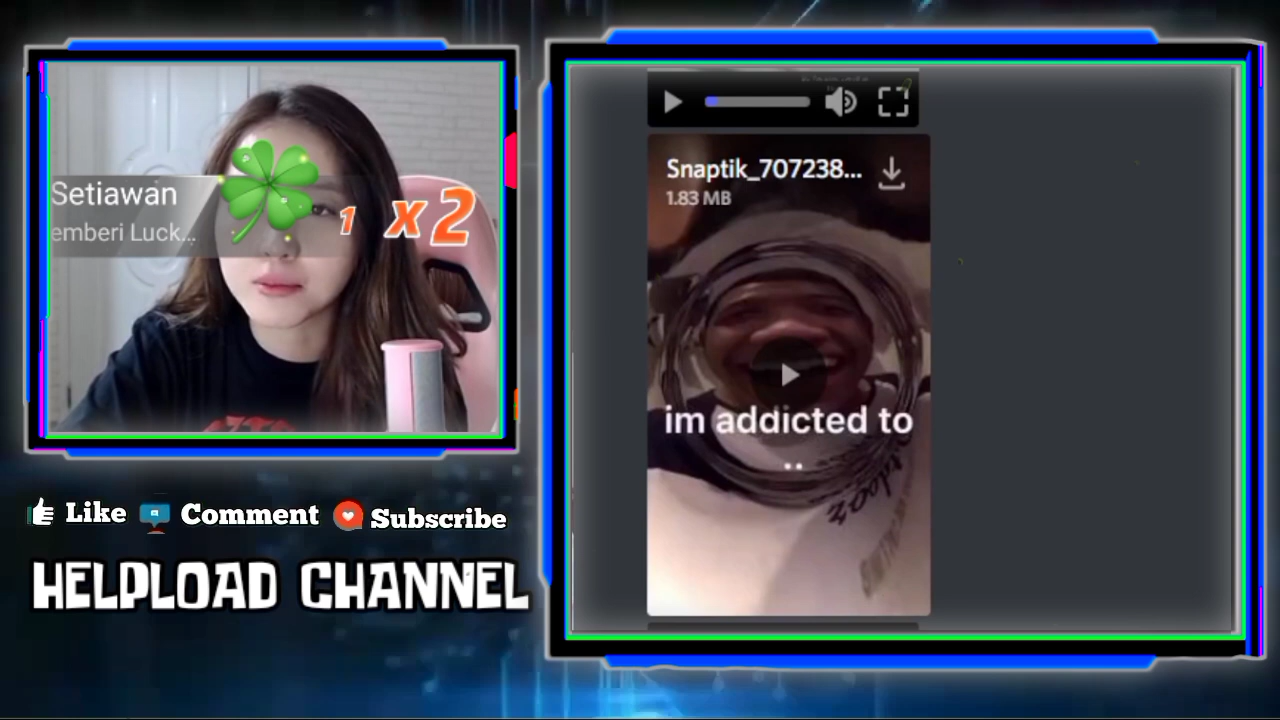 Setiawan
emberi Luck...
1 x2
Like Comment Subscribe
HELPLOAD CHANNEL
Snaptik_707238...
1.83 MB
im addicted to